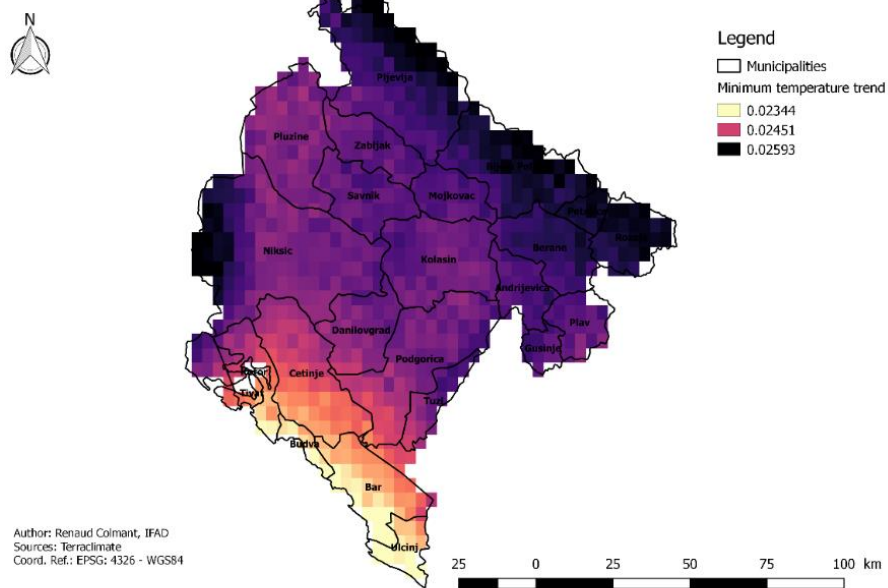 N
Legend
Municipalities
Minimum temperature trend
0.02344
0.02451
0.02593
Pljevlja
Pluzine
Zabljak
Savnik
Mojkovac
Niksic
Kolasin
Berane
Andrijevica
Danilovgrad
Plav
Gusinje
Podgorica
Kotor
Cetinje
Tivat
Tuzi
Budva
Bar
Ulcinj
Author: Renaud Colmant, IFAD
Sources: Terraclimate
Coord. Ref.: EPSG: 4326 - WGS84
25 0 25 50 75 100 km